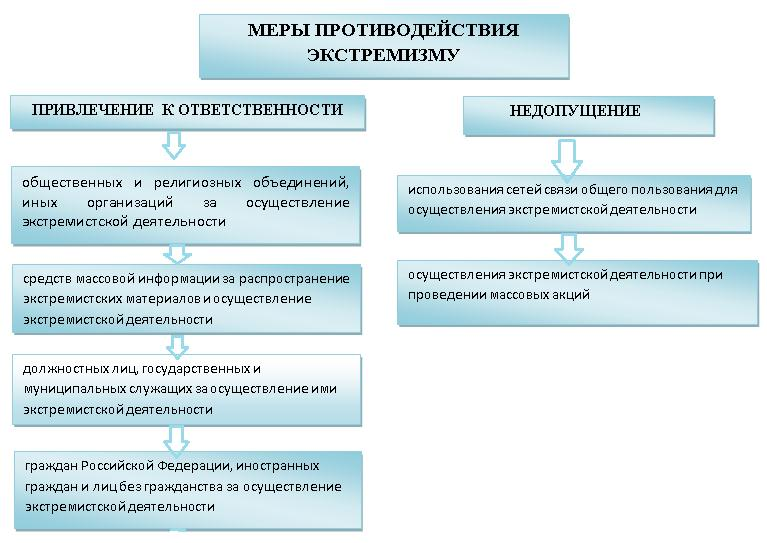 МЕРЫ ПРОТИВОДЕЙСТВИЯ
ЭКСТРЕМИЗМУ
ПРИВЛЕЧЕНИЕ К ОТВЕТСТВЕННОСТИ
общественных и религиозных объединений,
иных организаций за осуществление
экстремистской деятельности
средств массовой информации за распространение
экстремистских материалов и осуществление
экстремистской деятельности
должностных лиц, государственных и
муниципальных служащих за осуществление ими
экстремистской деятельности
граждан Российской Федерации, иностранных
граждан и лиц без гражданства за осуществление
экстремистской деятельности
НЕДОПУЩЕНИЕ
использования сетей связи общего пользования для
осуществления экстремистской деятельности
осуществления экстремистской деятельности при
проведении массовых акций